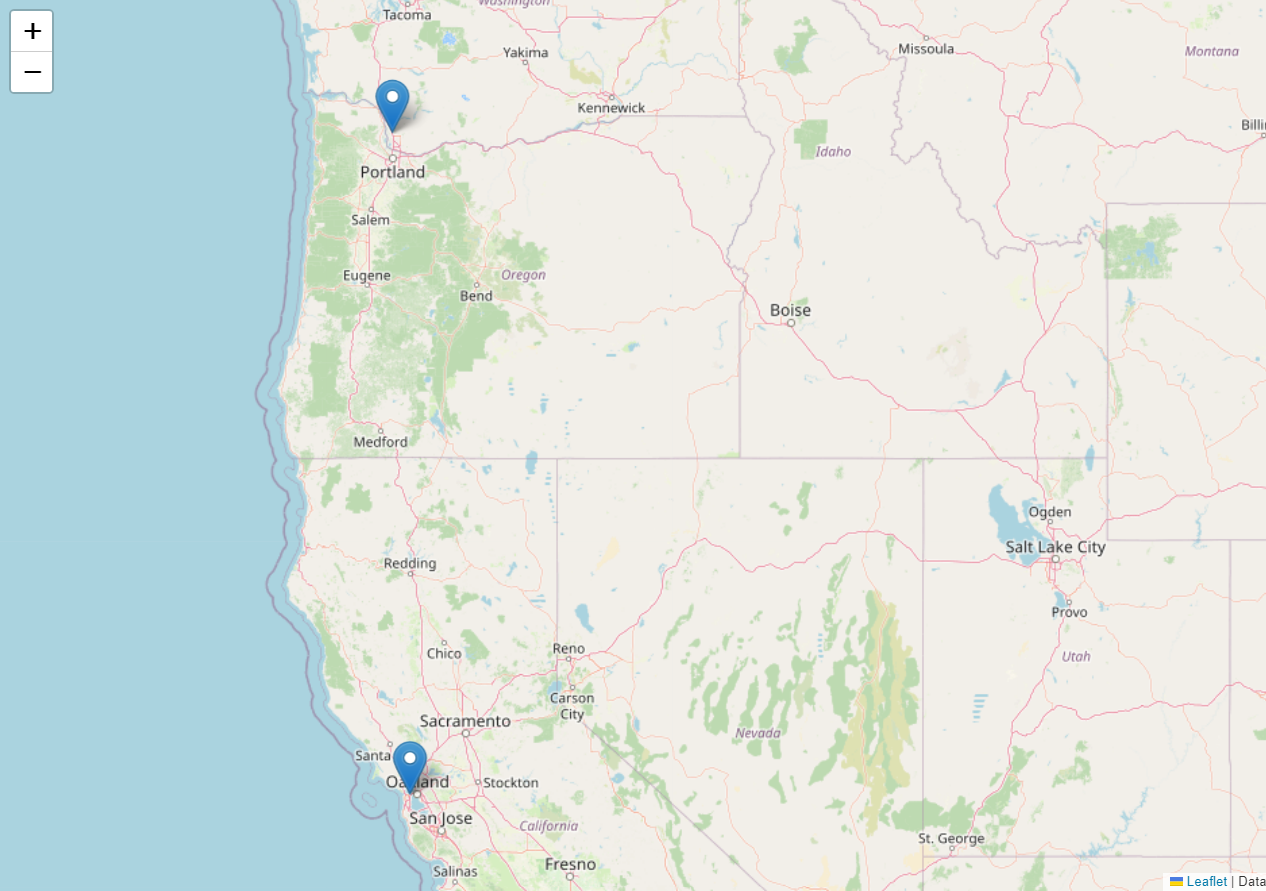 +
−
Tacoma
Washington
Yakima
Missoula
Montana
Kennewick
Billi
Idaho
Portland
Salem
Eugene
Oregon
Bend
Boise
Medford
Ogden
Salt Lake City
Redding
Provo
Chico
Reno
Utah
Carson
City
Sacramento
Nevada
Santa
Oakland
Stockton
San Jose
California
St. George
Fresno
Salinas
Leaflet | Data